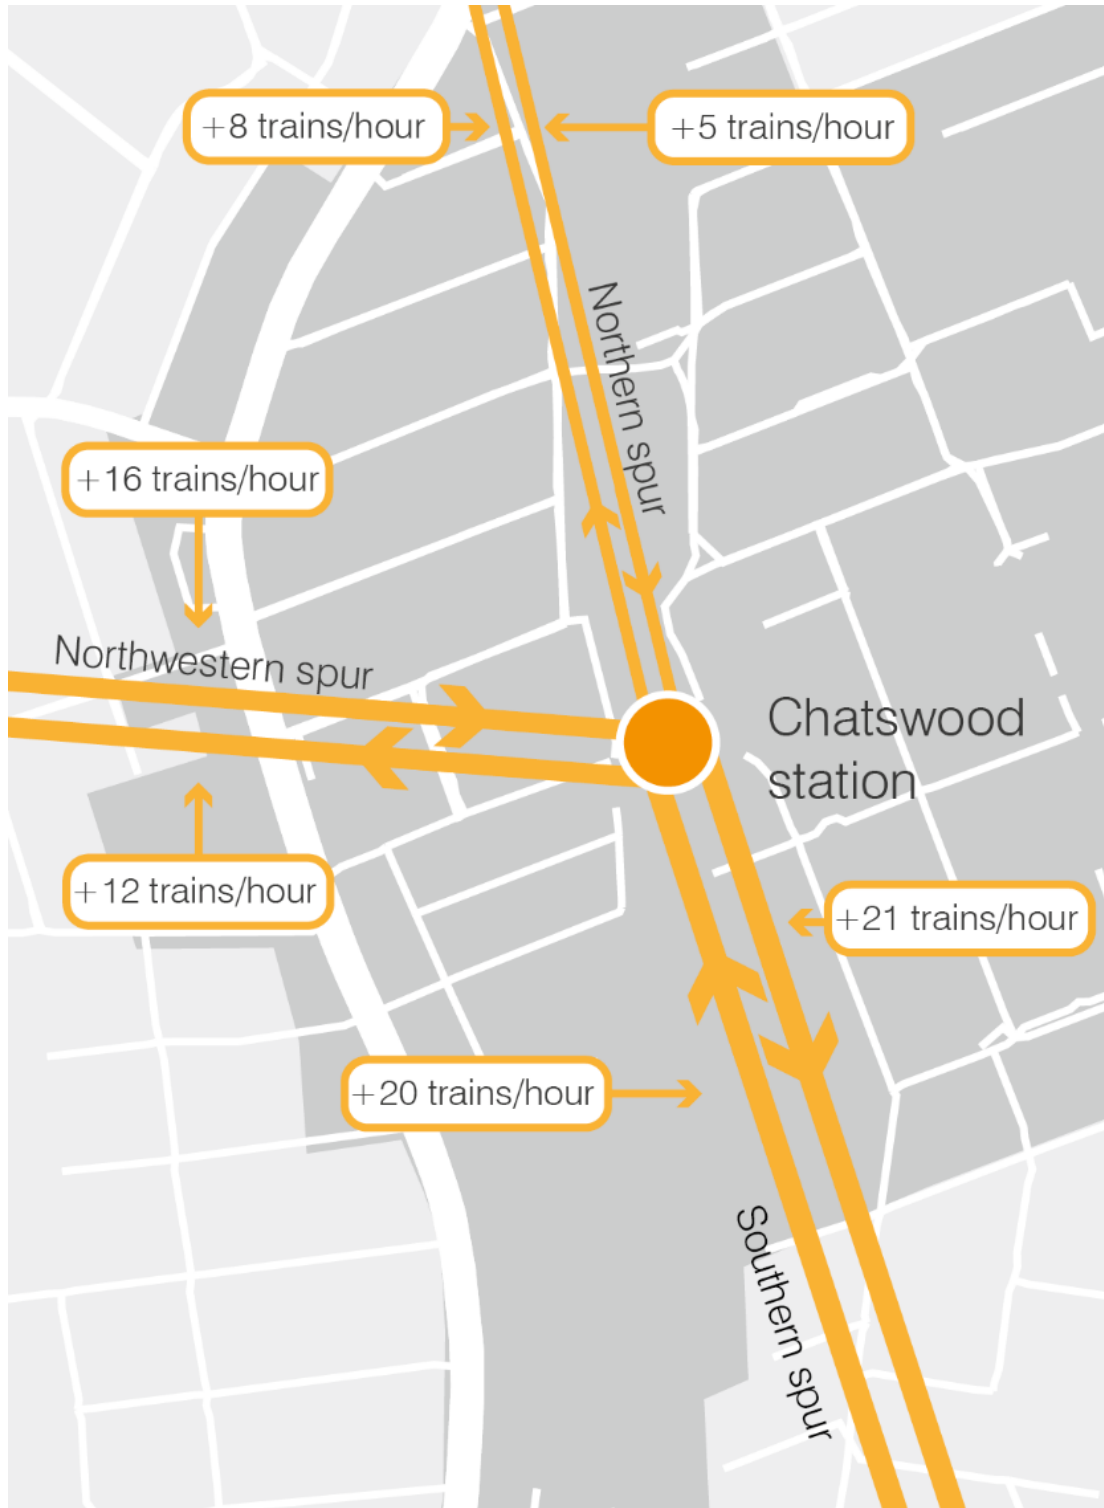 +8 trains/hour
+5 trains/hour
Northern spur
+16 trains/hour
Northwestern spur
Chatswood
station
+12 trains/hour
+21 trains/hour
+20 trains/hour
Southern spur